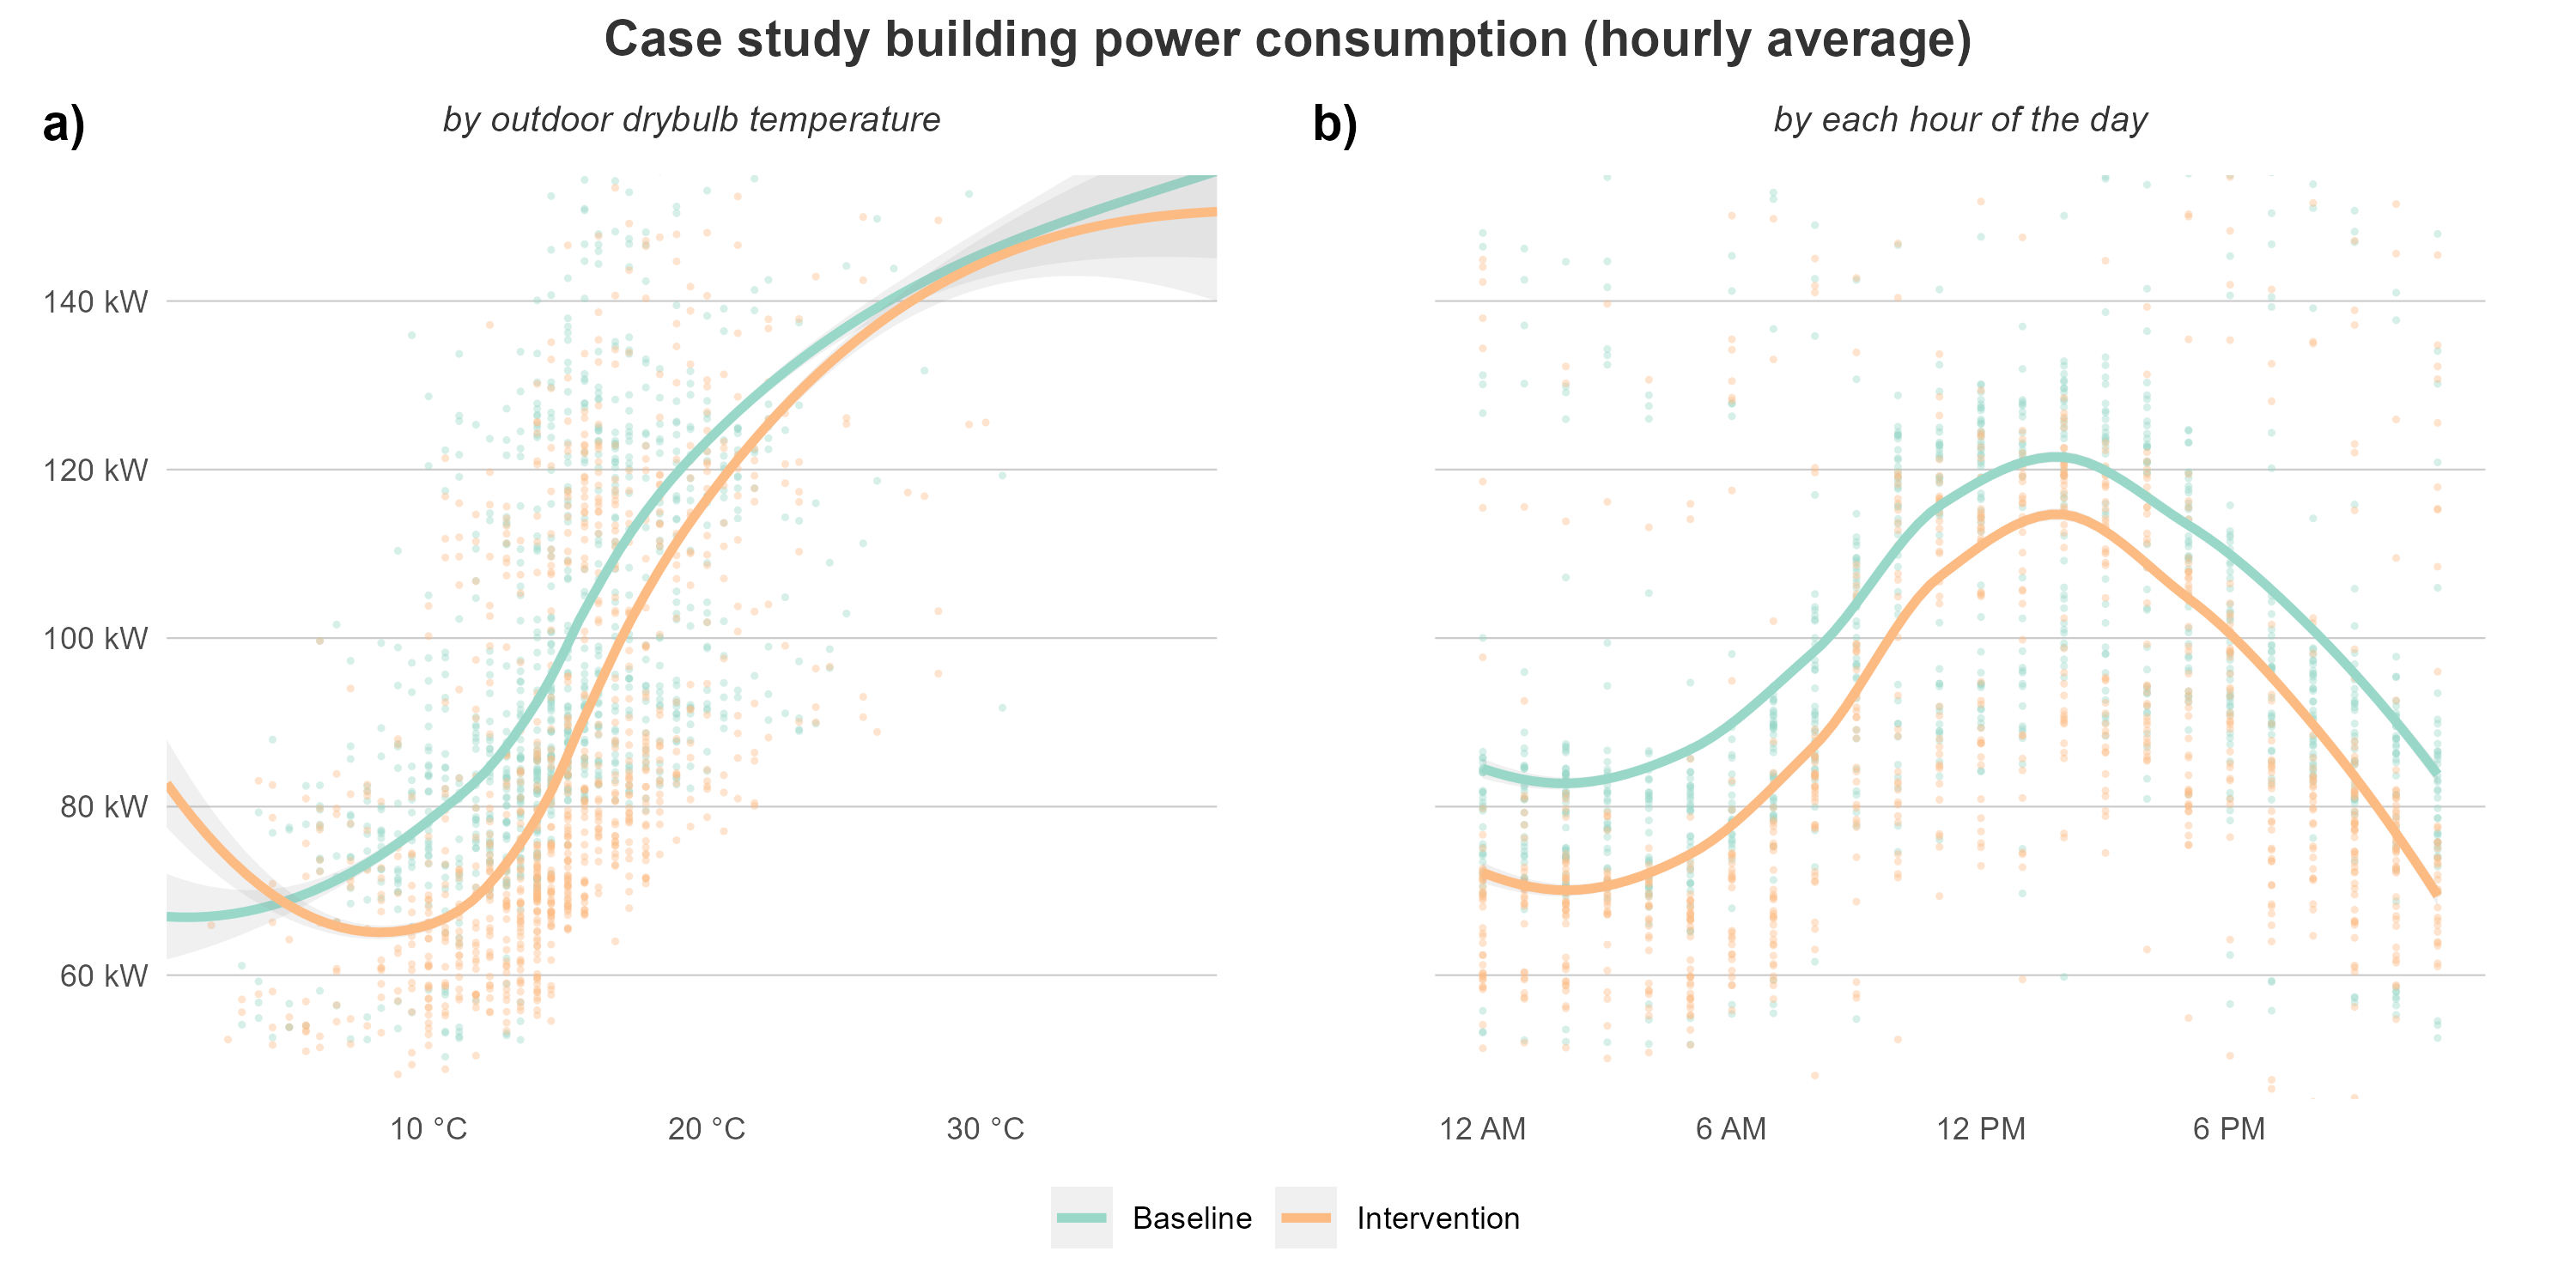 Case study building power consumption (hourly average)
a)
by outdoor drybulb temperature
140 kW
120 kW
100 kW
80 kW
60 kW
10 °C 20 °C 30 °C
b)
by each hour of the day
12 AM 6 AM 12 PM 6 PM
Baseline Intervention